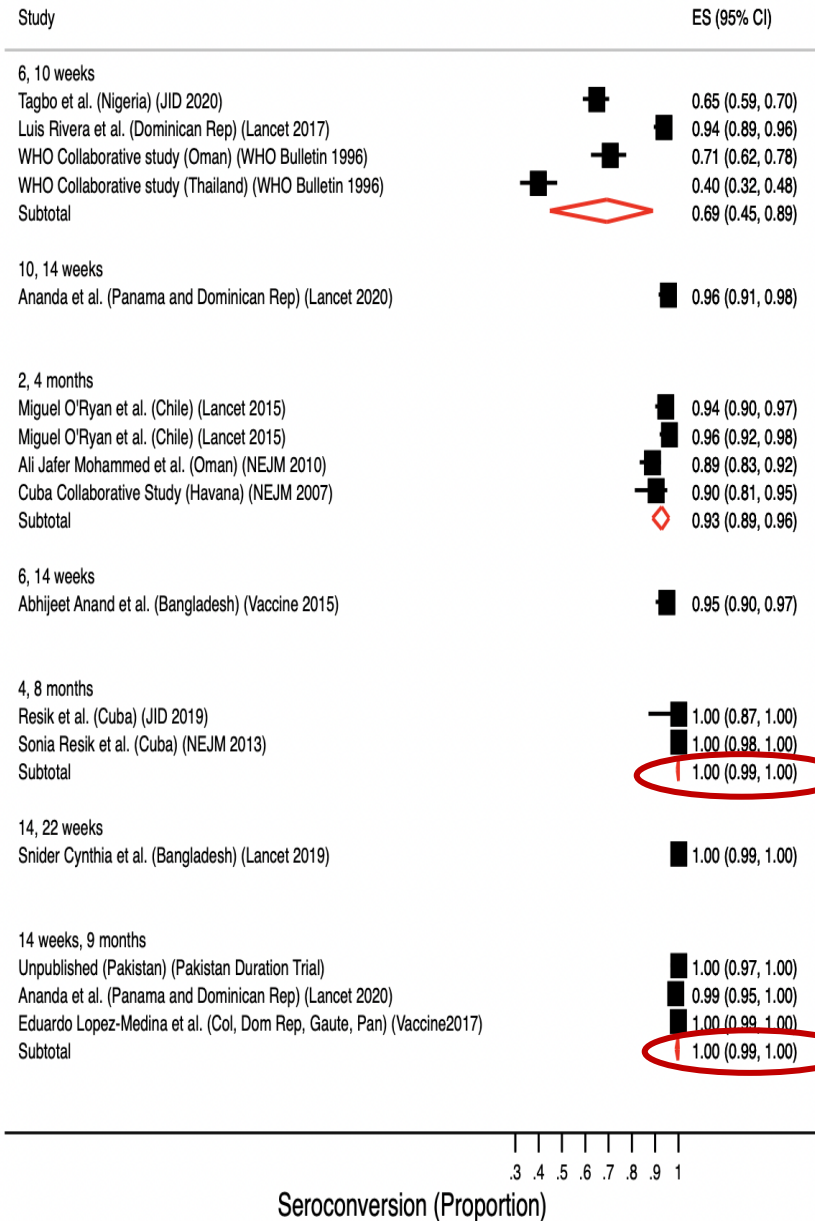 Study ES (95% CI)
6, 10 weeks
Tagbo et al. (Nigeria) (JID 2020) 0.65 (0.59, 0.70)
Luis Rivera et al. (Dominican Rep) (Lancet 2017) 0.94 (0.89, 0.96)
WHO Collaborative study (Oman) (WHO Bulletin 1996) 0.71 (0.62, 0.78)
WHO Collaborative study (Thailand) (WHO Bulletin 1996) 0.40 (0.32, 0.48)
Subtotal 0.69 (0.45, 0.89)
10, 14 weeks
Ananda et al. (Panama and Dominican Rep) (Lancet 2020) 0.96 (0.91, 0.98)
2, 4 months
Miguel O'Ryan et al. (Chile) (Lancet 2015) 0.94 (0.90, 0.97)
Miguel O'Ryan et al. (Chile) (Lancet 2015) 0.96 (0.92, 0.98)
Ali Jafer Mohammed et al. (Oman) (NEJM 2010) 0.89 (0.83, 0.92)
Cuba Collaborative Study (Havana) (NEJM 2007) 0.90 (0.81, 0.95)
Subtotal 0.93 (0.89, 0.96)
6, 14 weeks
Abhijeet Anand et al. (Bangladesh) (Vaccine 2015) 0.95 (0.90, 0.97)
4, 8 months
Resik et al. (Cuba) (JID 2019) 1.00 (0.87, 1.00)
Sonia Resik et al. (Cuba) (NEJM 2013) 1.00 (0.98, 1.00)
Subtotal 1.00 (0.99, 1.00)
14, 22 weeks
Snider Cynthia et al. (Bangladesh) (Lancet 2019) 1.00 (0.99, 1.00)
14 weeks, 9 months
Unpublished (Pakistan) (Pakistan Duration Trial) 1.00 (0.97, 1.00)
Ananda et al. (Panama and Dominican Rep) (Lancet 2020) 0.99 (0.95, 1.00)
Eduardo Lopez-Medina et al. (Col, Dom Rep, Gaute, Pan) (Vaccine2017) 1.00 (0.99, 1.00)
Subtotal 1.00 (0.99, 1.00)
.3 .4 .5 .6 .7 .8 .9 1
Seroconversion (Proportion)